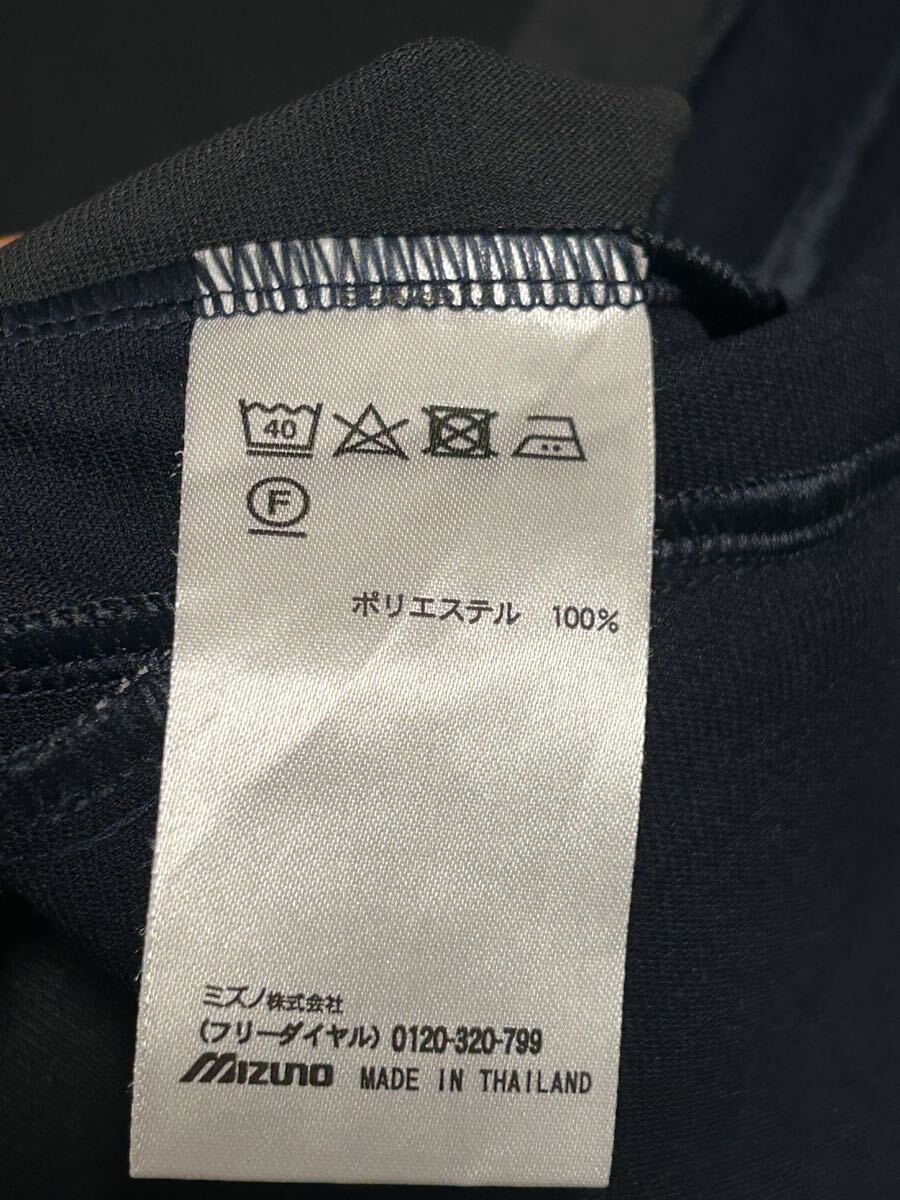 40
F
ポリエステル 100%
ミズノ株式会社
(フリーダイヤル) 0120-320-799
MIZUNO MADE IN THAILAND